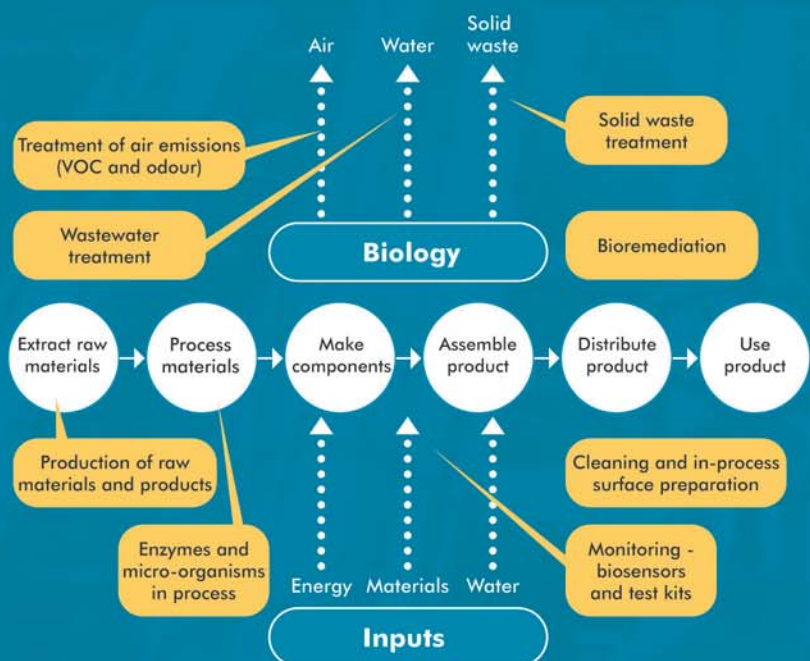 Air
Water
Solid
waste
Treatment of air emissions
(VOC and odour)
Solid waste
treatment
Wastewater
treatment
Biology
Bioremediation
Extract raw
materials
Process
materials
Make
components
Assemble
product
Distribute
product
Use
product
Production of raw
materials and products
Cleaning and in-process
surface preparation
Enzymes and
micro-organisms
in process
Monitoring -
biosensors
and test kits
Energy
Materials
Water
Inputs